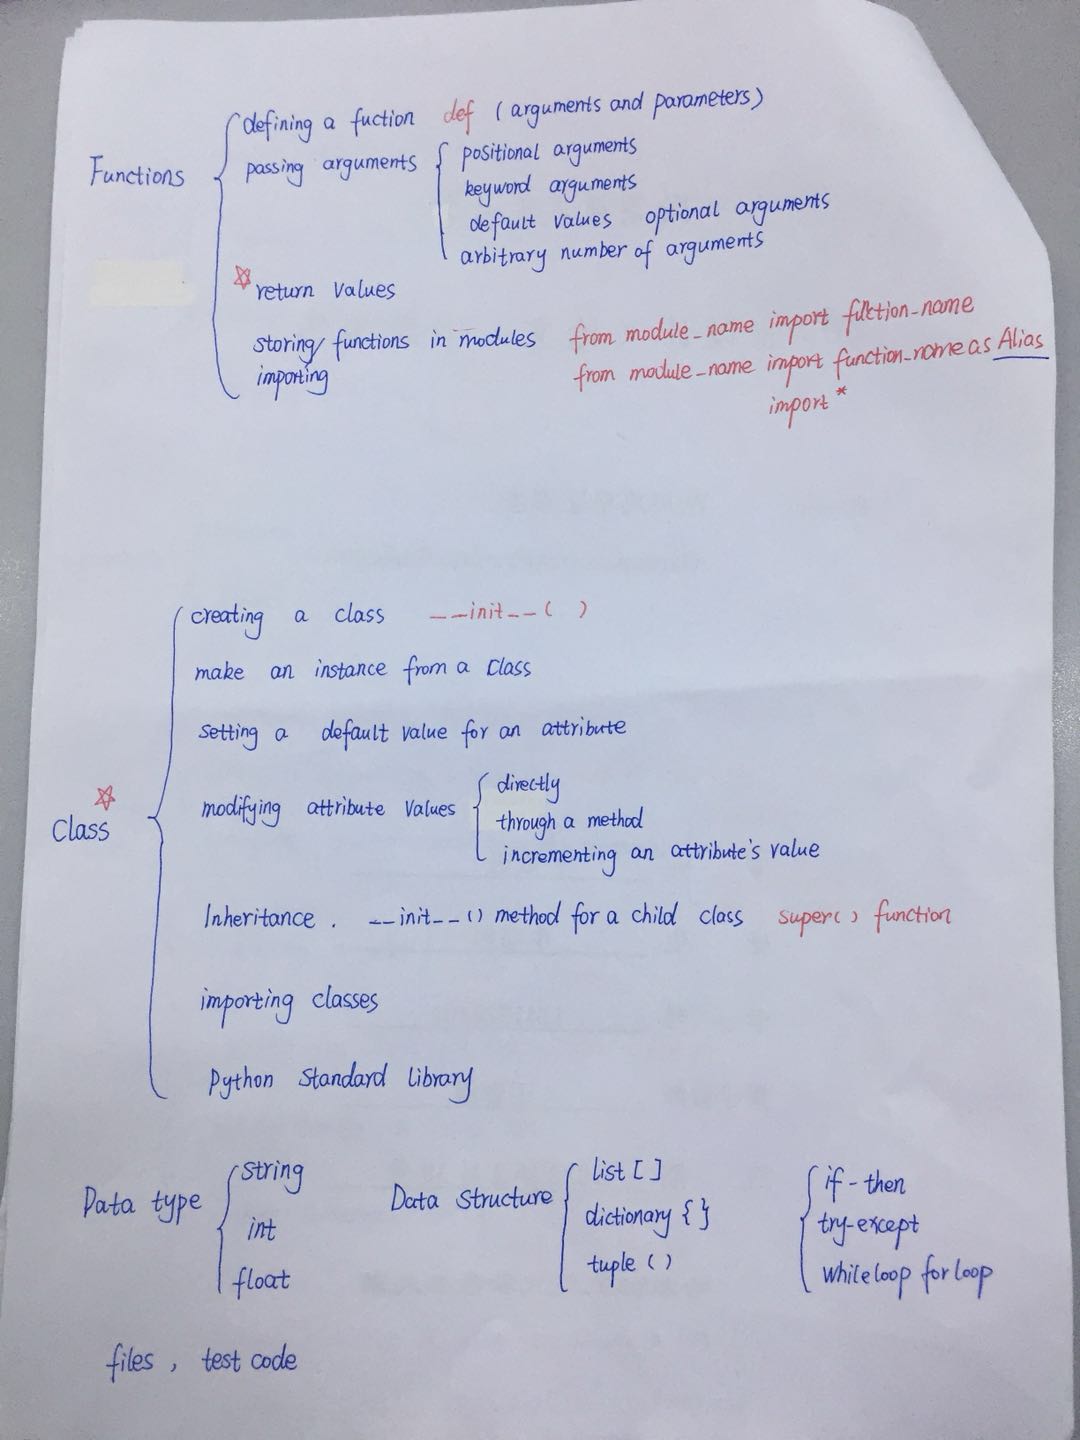 defining a fuction def (arguments and parameters)
Functions
passing arguments
positional arguments
keyword arguments
default values optional arguments
arbitrary number of arguments
return values
storing/functions in modules from module_name import fuction_name
importing from module_name import function_name as Alias
import *
creating a class __init__( )
make an instance from a class
setting a default value for an attribute
Class
modifying attribute values
directly
through a method
incrementing an attribute's value
Inheritance. __init__() method for a child class super() function
importing classes
Python Standard Library
Data type
string
int
float
Data Structure
list [ ]
dictionary { }
tuple ( )
if-then
try-except
while loop for loop
files, test code